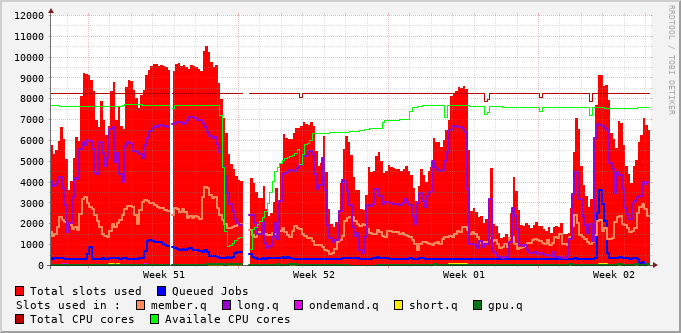 12000
11000
10000
9000
8000
7000
6000
5000
4000
3000
2000
1000
0
Week 51 Week 52 Week 01 Week 02
RRDTOOL / TOBI OETIKER
Total slots used Queued Jobs
Slots used in : member.q long.q ondemand.q short.q gpu.q
Total CPU cores Availale CPU cores